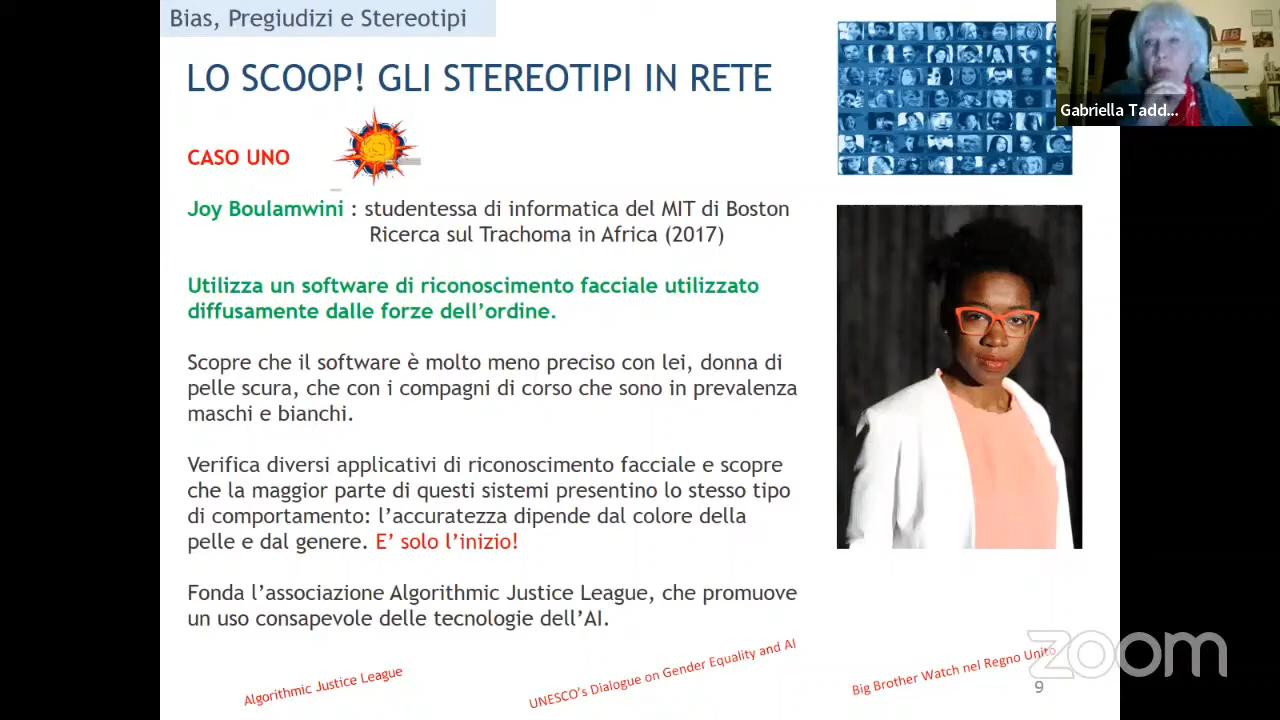 Bias, Pregiudizi e Stereotipi
LO SCOOP! GLI STEREOTIPI IN RETE
Gabriella Tadd...
CASO UNO
Joy Boulamwini : studentessa di informatica del MIT di Boston
Ricerca sul Trachoma in Africa (2017)
Utilizza un software di riconoscimento facciale utilizzato
diffusamente dalle forze dell’ordine.
Scopre che il software è molto meno preciso con lei, donna di
pelle scura, che con i compagni di corso che sono in prevalenza
maschi e bianchi.
Verifica diversi applicativi di riconoscimento facciale e scopre
che la maggior parte di questi sistemi presentino lo stesso tipo
di comportamento: l’accuratezza dipende dal colore della
pelle e dal genere. E’ solo l’inizio!
Fonda l’associazione Algorithmic Justice League, che promuove
un uso consapevole delle tecnologie dell’AI.
Algorithmic Justice League
UNESCO’s Dialogue on Gender Equality and AI
Big Brother Watch nel Regno Unito
zoom
9